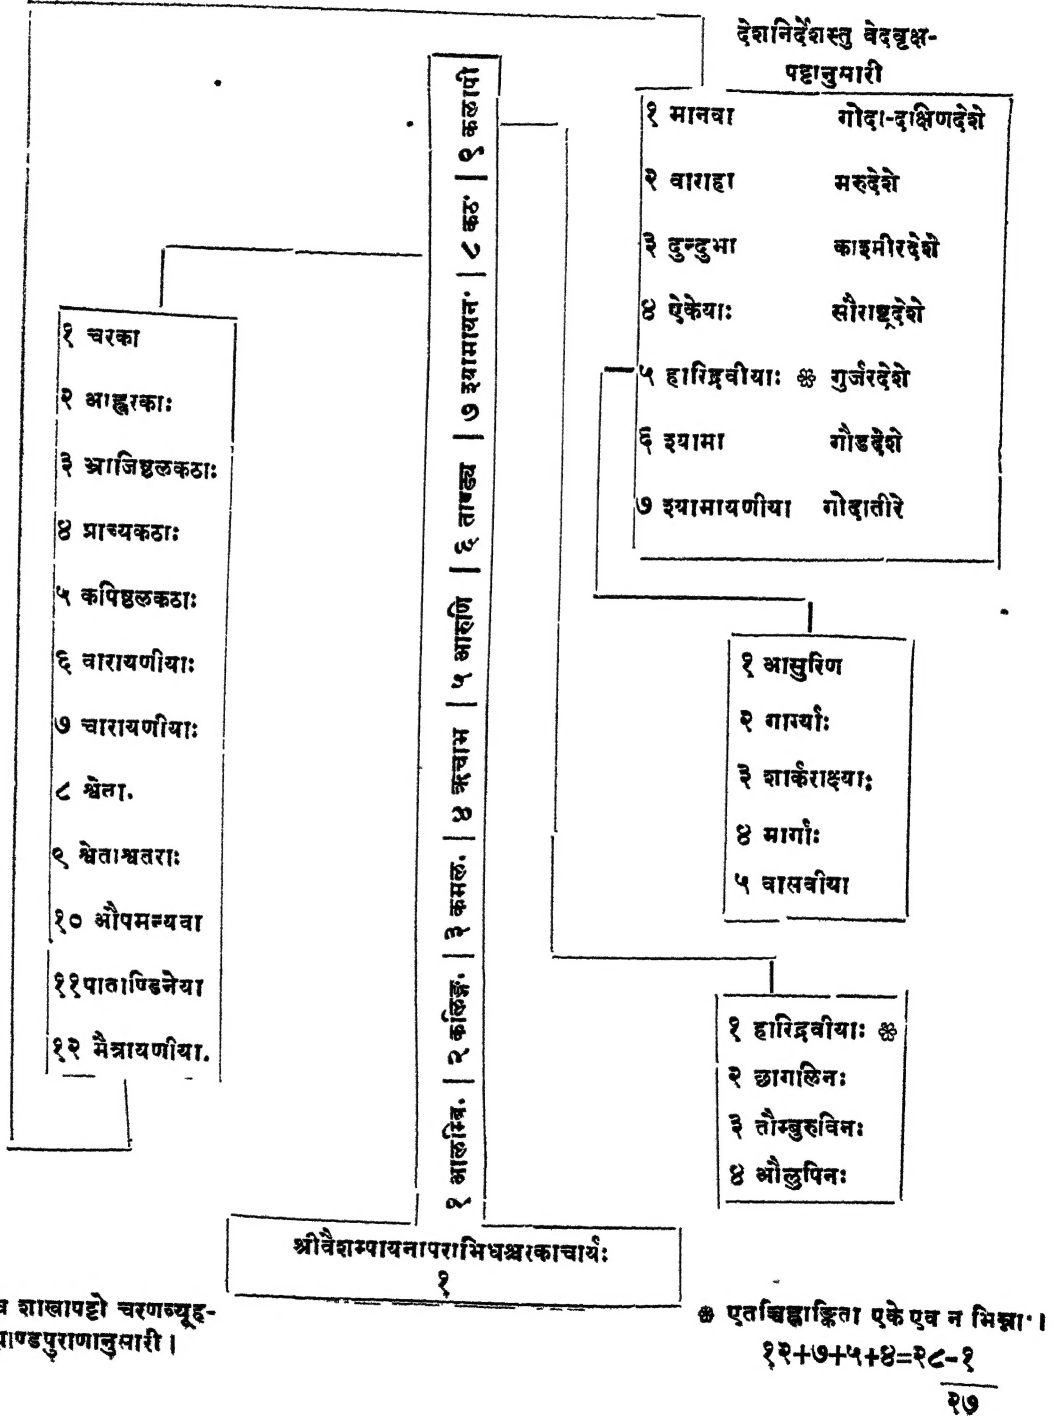 देशनिर्देशस्तु वेदवृक्ष-
पट्टानुसारी
१ मानवा गोदा-दक्षिणदेशे
२ वाराहा मरुदेशे
३ दुन्दुभा काश्मीरदेशे
४ ऐकेयाः सौराष्ट्रदेशे
५ हारिद्रवीयाः ❀ गुर्जरदेशे
६ श्यामा गौडदेशे
७ श्यामायणीया गोदातीरे
१ चरका
२ आह्वरकाः
३ भ्राजिष्ठलकठाः
४ प्राच्यकठाः
५ कपिष्ठलकठाः
६ वारायणीयाः
७ चारायणीयाः
८ श्वेता.
९ श्वेताश्वतराः
१० औपमन्यवा
११ पाताण्डिनेया
१२ मैत्रायणीया.
१ आलम्बि. | २ कलिङ्ग. | ३ कमल. | ४ ऋचाभ | ५ आरुणि | ६ ताण्ड्य | ७ श्यामायन. | ८ कठ. | ९ कलापी
१ आसुरिण
२ गार्ग्याः
३ शार्कराक्ष्याः
४ मार्गाः
५ वासवीया
१ हारिद्रवीयाः ❀
२ छागलिनः
३ तौम्बुरुविनः
४ औलुपिनः
श्रीवैशम्पायनापराभिधश्चरकाचार्यः
१
शाखापट्टो चरणव्यूह-
ाण्डपुराणानुसारी।
❀ एतच्चिह्नाङ्किता एके एव न भिन्नाः।
१२+७+५+४=२८-१
२७